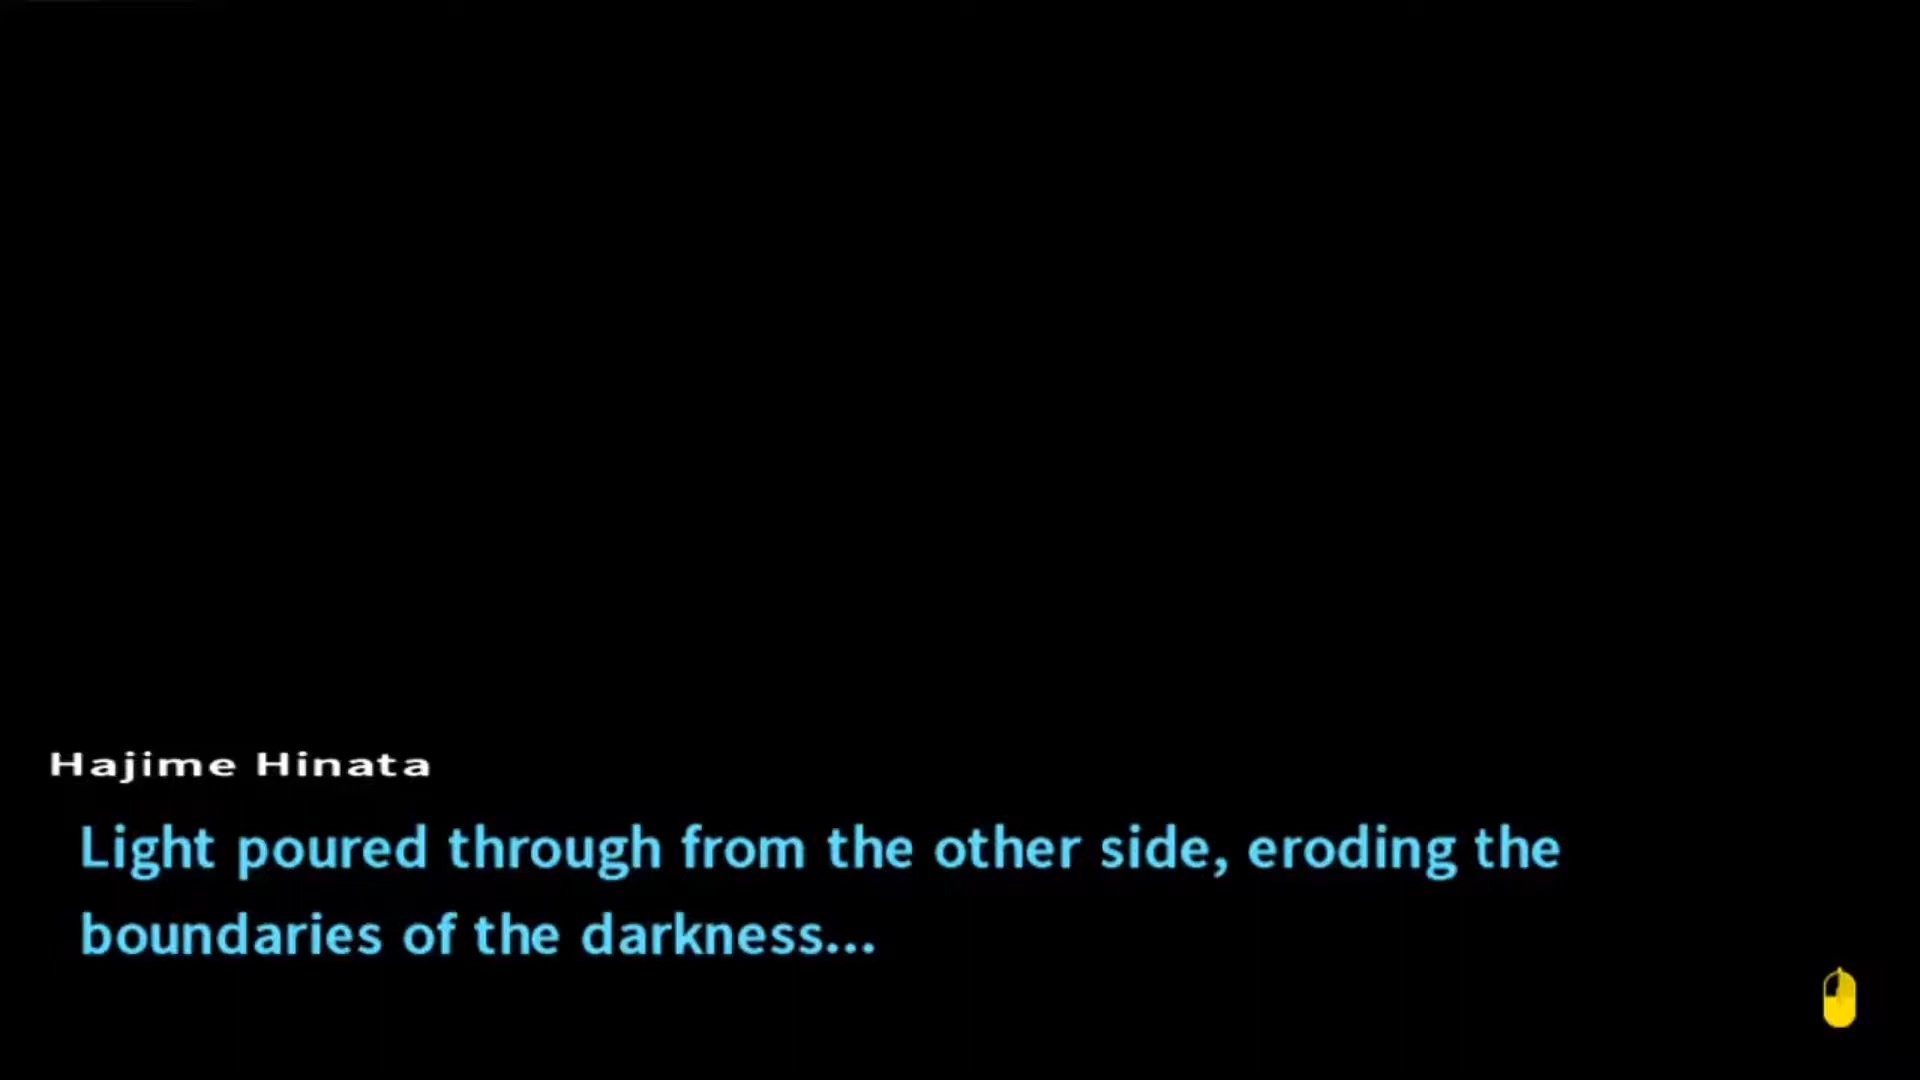 Hajime Hinata
Light poured through from the other side, eroding the
boundaries of the darkness...